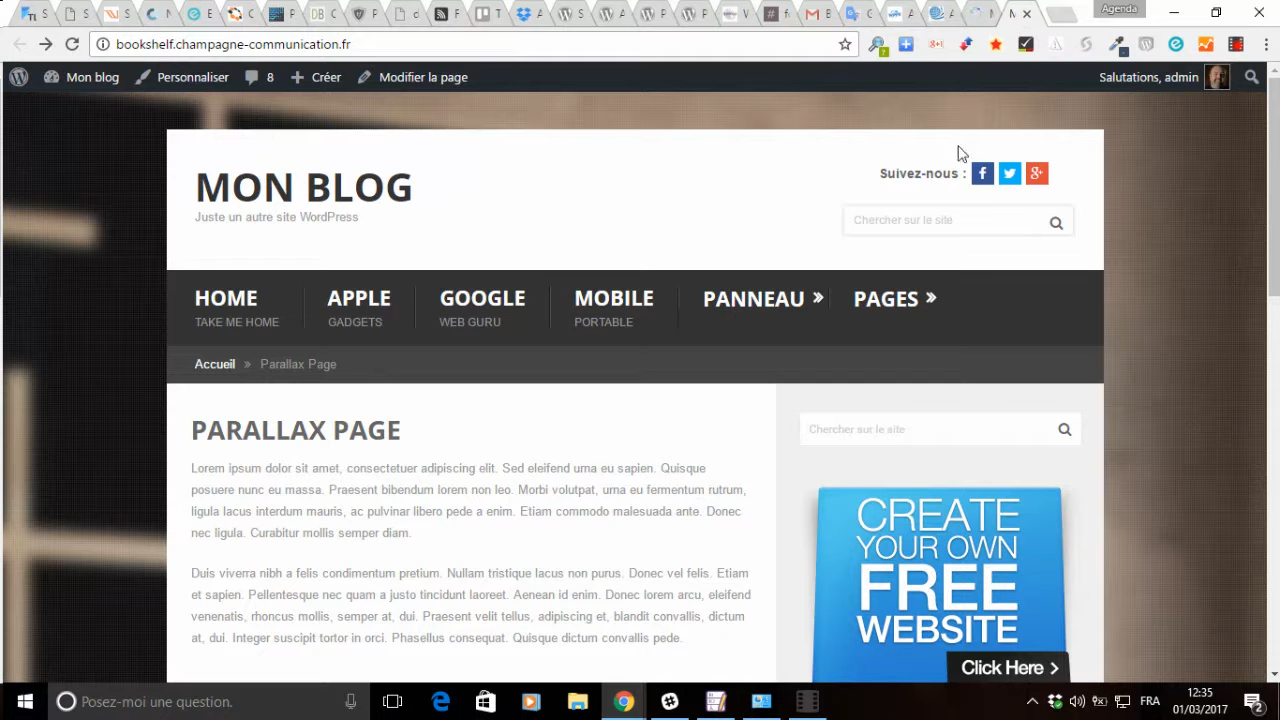 Agenda
bookshelf.champagne-communication.fr
Mon blog Personnaliser 8 Créer Modifier la page Salutations, admin
MON BLOG
Juste un autre site WordPress
Suivez-nous :
Chercher sur le site
HOME APPLE GOOGLE MOBILE PANNEAU » PAGES »
TAKE ME HOME GADGETS WEB GURU PORTABLE
Accueil » Parallax Page
PARALLAX PAGE
Lorem ipsum dolor sit amet, consectetuer adipiscing elit. Sed eleifend urna eu sapien. Quisque
posuere nunc eu massa. Praesent bibendum lorem non leo. Morbi volutpat, urna eu fermentum rutrum,
ligula lacus interdum mauris, ac pulvinar libero pede a enim. Etiam commodo malesuada ante. Donec
nec ligula. Curabitur mollis semper diam.
Duis viverra nibh a felis condimentum pretium. Nullam tristique lacus non purus. Donec vel felis. Etiam
et sapien. Pellentesque nec quam a justo tincidunt laoreet. Aenean id enim. Donec lorem arcu, eleifend
venenatis, rhoncus mollis, semper at, dui. Praesent velit tellus, adipiscing et, blandit convallis, dictum
at, dui. Integer suscipit tortor in orci. Phasellus consequat. Quisque dictum convallis pede.
Chercher sur le site
CREATE
YOUR OWN
FREE
WEBSITE
Click Here >
Posez-moi une question.
FRA
12:35
01/03/2017
2